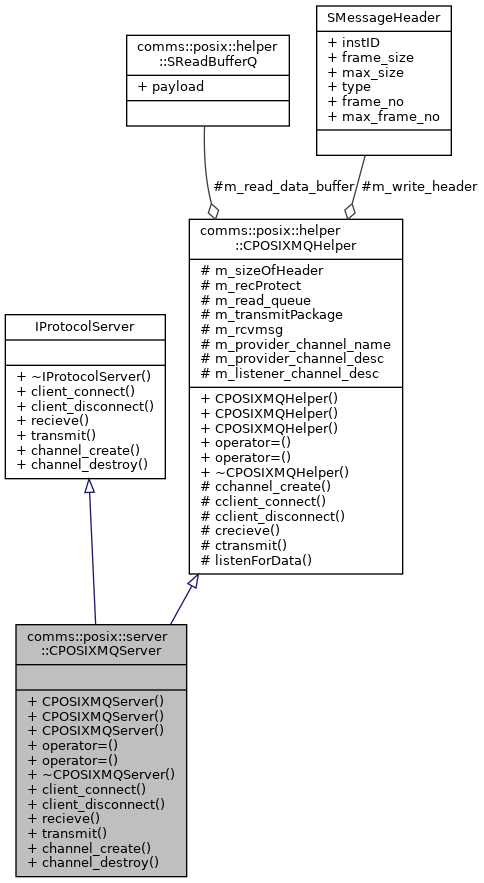 SMessageHeader
+ instID
+ frame_size
+ max_size
+ type
+ frame_no
+ max_frame_no
comms::posix::helper
::SReadBufferQ
+ payload
#m_read_data_buffer
#m_write_header
comms::posix::helper
::CPOSIXMQHelper
# m_sizeOfHeader
# m_recProtect
# m_read_queue
# m_transmitPackage
# m_rcvmsg
# m_provider_channel_name
# m_provider_channel_desc
# m_listener_channel_desc
+ CPOSIXMQHelper()
+ CPOSIXMQHelper()
+ CPOSIXMQHelper()
+ operator=()
+ operator=()
+ ~CPOSIXMQHelper()
# cchannel_create()
# cclient_connect()
# cclient_disconnect()
# crecieve()
# ctransmit()
# listenForData()
IProtocolServer
+ ~IProtocolServer()
+ client_connect()
+ client_disconnect()
+ recieve()
+ transmit()
+ channel_create()
+ channel_destroy()
comms::posix::server
::CPOSIXMQServer
+ CPOSIXMQServer()
+ CPOSIXMQServer()
+ CPOSIXMQServer()
+ operator=()
+ operator=()
+ ~CPOSIXMQServer()
+ client_connect()
+ client_disconnect()
+ recieve()
+ transmit()
+ channel_create()
+ channel_destroy()